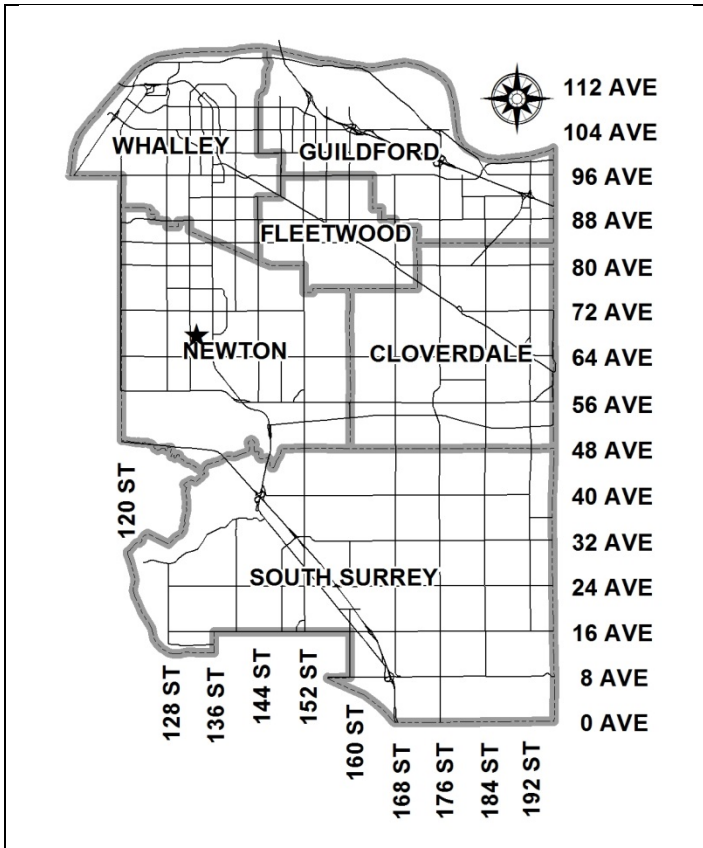 112 AVE
104 AVE
WHALLEY
GUILDFORD
96 AVE
88 AVE
FLEETWOOD
80 AVE
72 AVE
NEWTON
CLOVERDALE
64 AVE
56 AVE
48 AVE
120 ST
40 AVE
32 AVE
SOUTH SURREY
24 AVE
16 AVE
128 ST
136 ST
144 ST
152 ST
160 ST
8 AVE
0 AVE
168 ST
176 ST
184 ST
192 ST